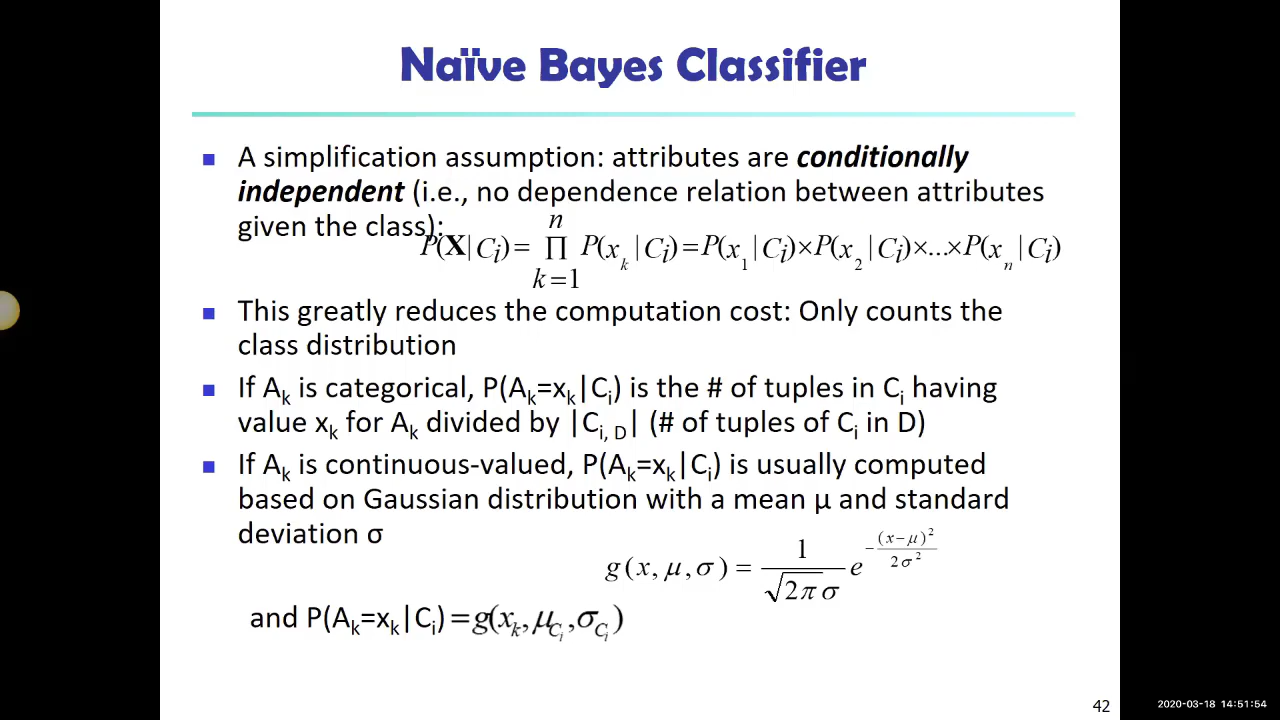 Naïve Bayes Classifier
A simplification assumption: attributes are conditionally
independent (i.e., no dependence relation between attributes
given the class):
P(X|Ci) = ∏ n k=1 P(xk|Ci) = P(x1|Ci)×P(x2|Ci)×...×P(xn|Ci)
This greatly reduces the computation cost: Only counts the
class distribution
If Ak is categorical, P(Ak=xk|Ci) is the # of tuples in Ci having
value xk for Ak divided by |Ci, D| (# of tuples of Ci in D)
If Ak is continuous-valued, P(Ak=xk|Ci) is usually computed
based on Gaussian distribution with a mean μ and standard
deviation σ
g(x, μ, σ) = 1/(√2π σ) e^−(x−μ)²/2σ²
and P(Ak=xk|Ci) = g(xk, μCi, σCi)
42
2020-03-18 14:51:54